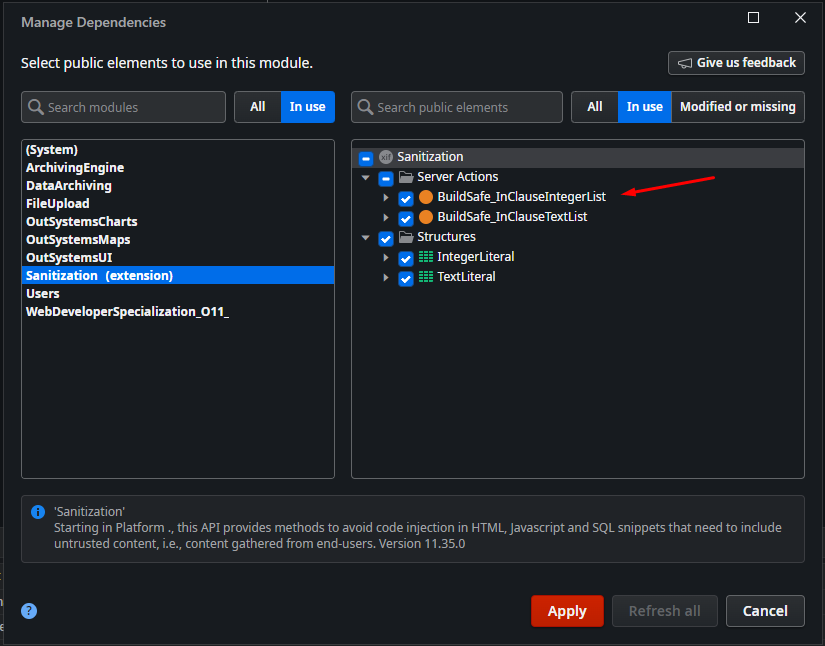 Manage Dependencies
Select public elements to use in this module.
Give us feedback
Search modules
All
In use
Search public elements
All
In use
Modified or missing
(System)
ArchivingEngine
DataArchiving
FileUpload
OutSystemsCharts
OutSystemsMaps
OutSystemsUI
Sanitization (extension)
Users
WebDeveloperSpecialization_O11_
xif Sanitization
Server Actions
BuildSafe_InClauseIntegerList
BuildSafe_InClauseTextList
Structures
IntegerLiteral
TextLiteral
'Sanitization'
Starting in Platform ., this API provides methods to avoid code injection in HTML, Javascript and SQL snippets that need to include
untrusted content, i.e., content gathered from end-users. Version 11.35.0
?
Apply
Refresh all
Cancel